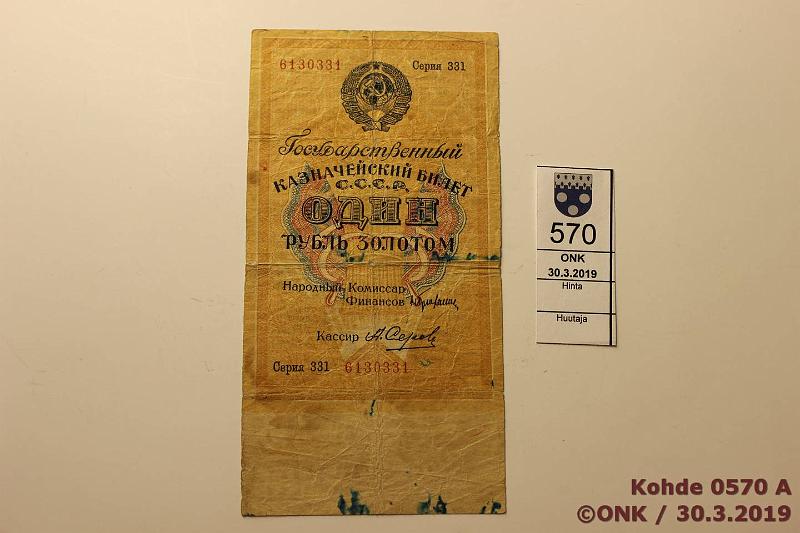 6130331 Серия 331
Государственный
КАЗНАЧЕЙСКИЙ БИЛЕТ
С.С.С.Р.
ОДИН
РУБЛЬ ЗОЛОТОМ
Народный Комиссар
Финансов
Кассир А. Серов
Серия 331 6130331
570
ONK
30.3.2019
Hinta
Huutaja
Kohde 0570 A
©ONK / 30.3.2019